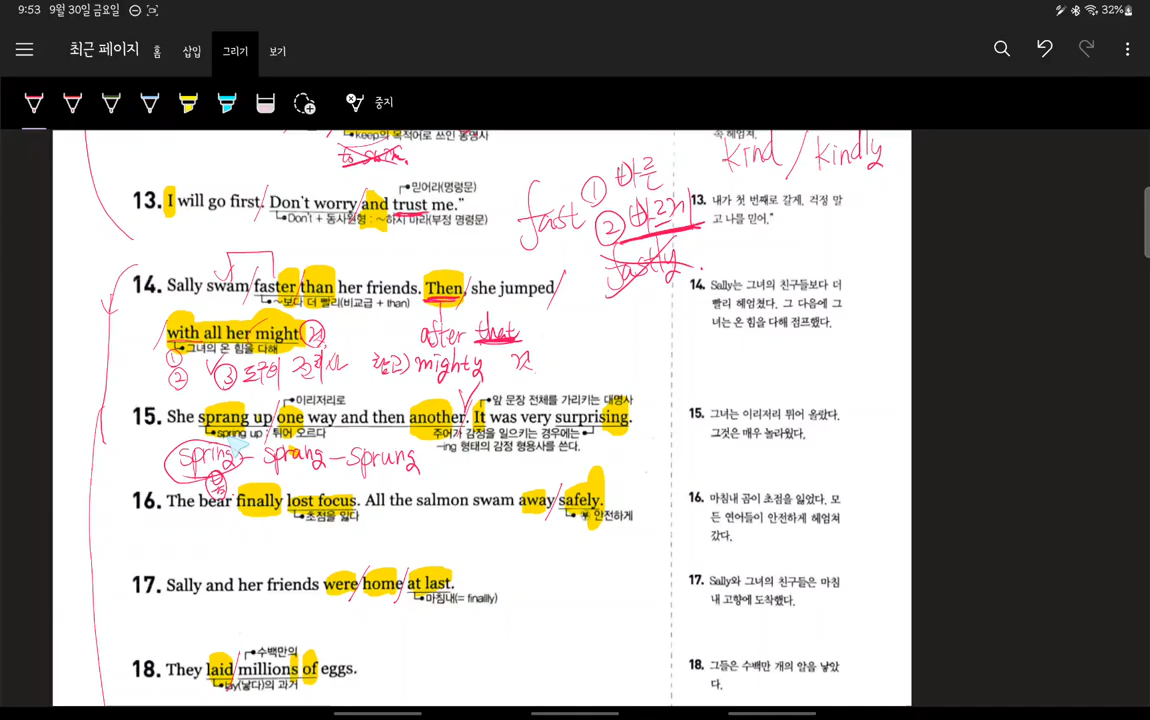 9:53 9월 30일 금요일 32%
최근 페이지 홈 삽입 그리기 보기
중지
keep의 목적어로 쓰인 동명사
kind / kindly
믿어라(명령문)
13. I will go first. Don't worry and trust me.”
Don't + 동사원형 : ~하지 마라(부정 명령문)
13. 내가 첫 번째로 갈게, 걱정 말
고 나를 믿어.”
fast ① 빠른
② 빠르게
fastly
14. Sally swam faster than her friends. Then, she jumped
~보다 더 빨리(비교급 + than)
with all her might
그녀의 온 힘을 다해
after that
① ② ③ 도구의 전치사 참고) mighty
14. Sally는 그녀의 친구들보다 더
빨리 헤엄쳤다. 그 다음에 그
녀는 온 힘을 다해 점프했다.
이리저리로 앞 문장 전체를 가리키는 대명사
15. She sprang up one way and then another. It was very surprising.
spring up : 튀어 오르다 주어가 감정을 일으키는 경우에는
-ing 형태의 감정 형용사를 쓴다.
spring - sprang - sprung
봄
15. 그녀는 이리저리 튀어 올랐다.
그것은 매우 놀라웠다.
16. The bear finally lost focus. All the salmon swam away safely.
초점을 잃다 안전하게
16. 마침내 곰이 초점을 잃었다. 모
든 연어들이 안전하게 헤엄쳐
갔다.
17. Sally and her friends were home at last.
마침내(= finally)
17. Sally와 그녀의 친구들은 마침
내 고향에 도착했다.
수백만의
18. They laid millions of eggs.
lay(낳다)의 과거
18. 그들은 수백만 개의 알을 낳았
다.